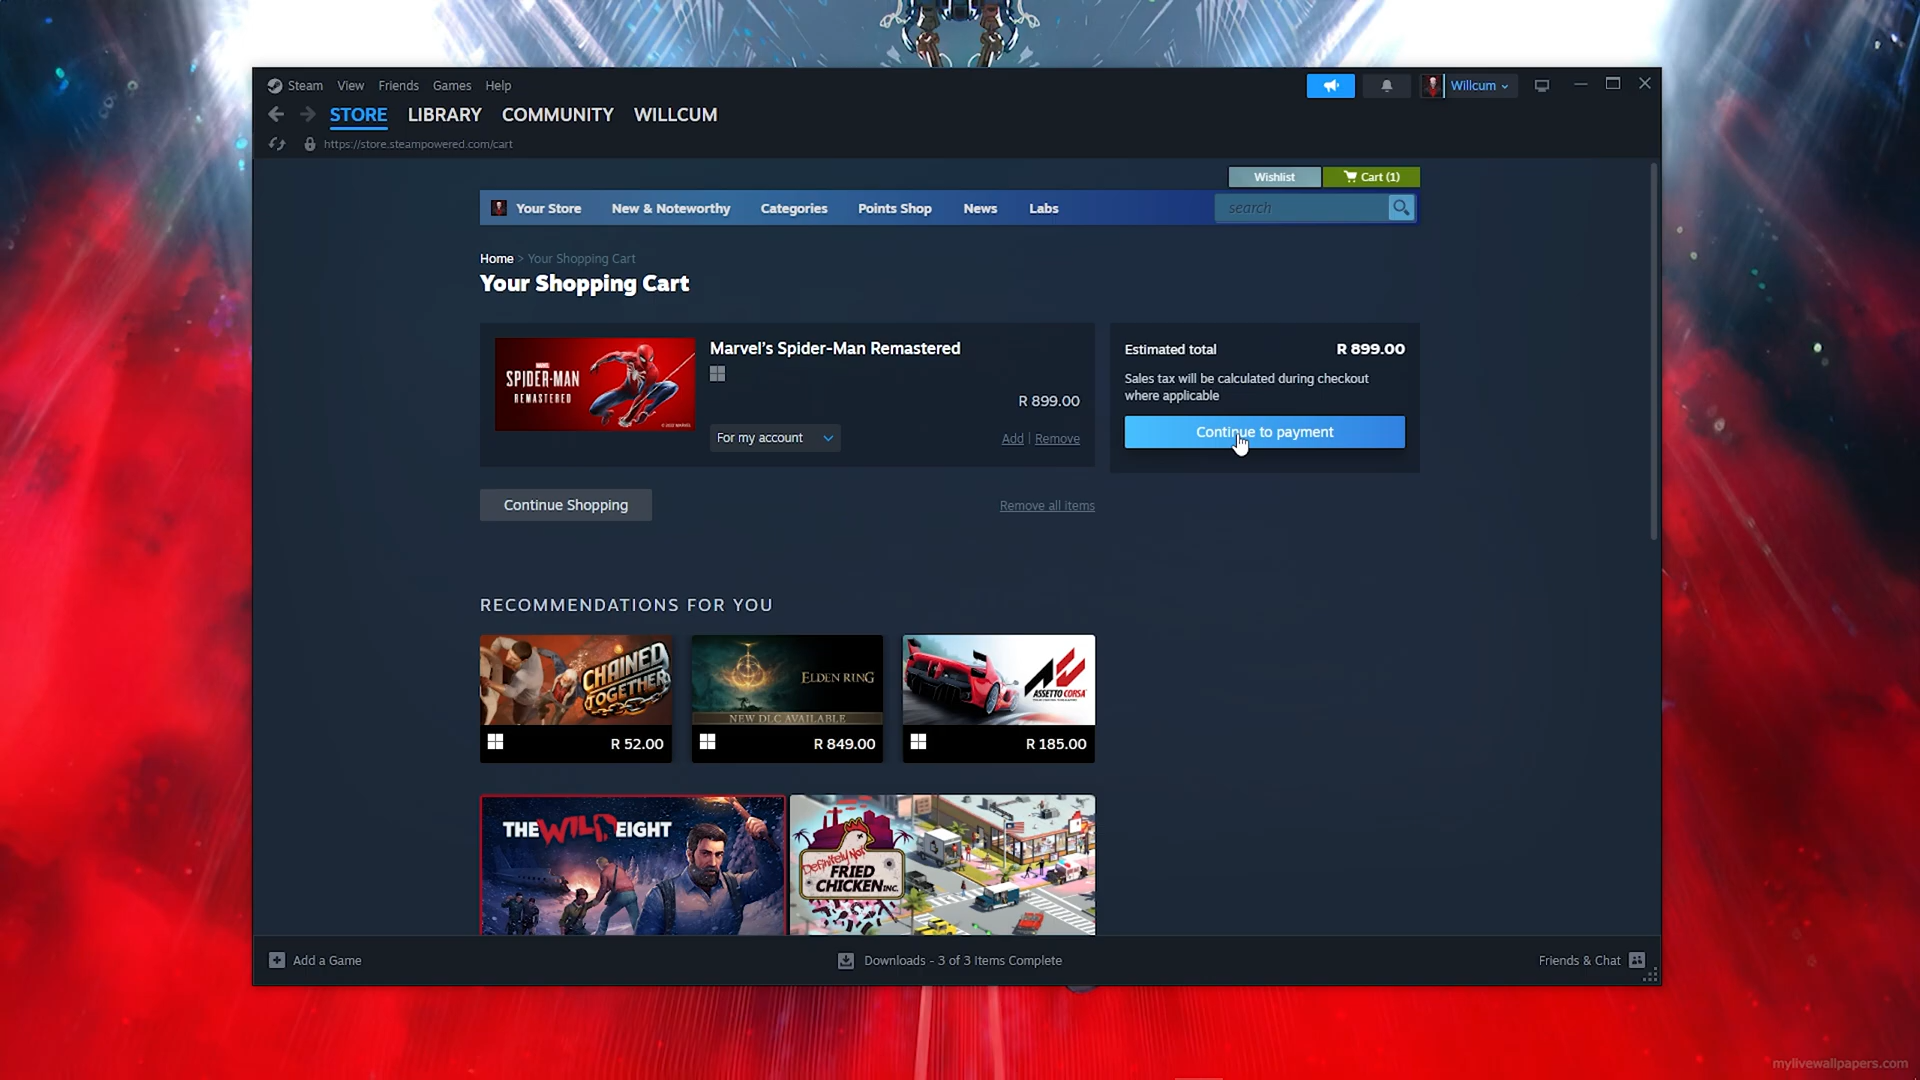 Steam View Friends Games Help
Willcum
STORE LIBRARY COMMUNITY WILLCUM
https://store.steampowered.com/cart
Wishlist Cart (1)
Your Store New & Noteworthy Categories Points Shop News Labs search
Home > Your Shopping Cart
Your Shopping Cart
MARVEL
SPIDER-MAN
REMASTERED
Marvel's Spider-Man Remastered
R 899.00
For my account
Add | Remove
Estimated total R 899.00
Sales tax will be calculated during checkout
where applicable
Continue to payment
Continue Shopping
Remove all items
RECOMMENDATIONS FOR YOU
CHAINED
TOGETHER
R 52.00
ELDEN RING
NEW DLC AVAILABLE
R 849.00
ASSETTO CORSA
R 185.00
THE WILD EIGHT
Definitely Not
FRIED
CHICKEN INC.
Add a Game
Downloads - 3 of 3 Items Complete
Friends & Chat
mylivewallpapers.com